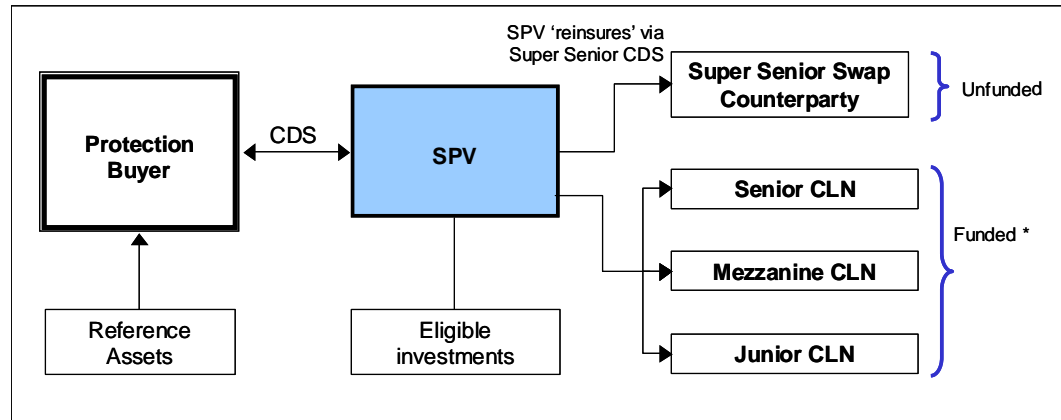 SPV ‘reinsures’ via
Super Senior CDS
Super Senior Swap
Counterparty
Unfunded
Protection
Buyer
CDS
SPV
Senior CLN
Funded *
Mezzanine CLN
Reference
Assets
Eligible
investments
Junior CLN